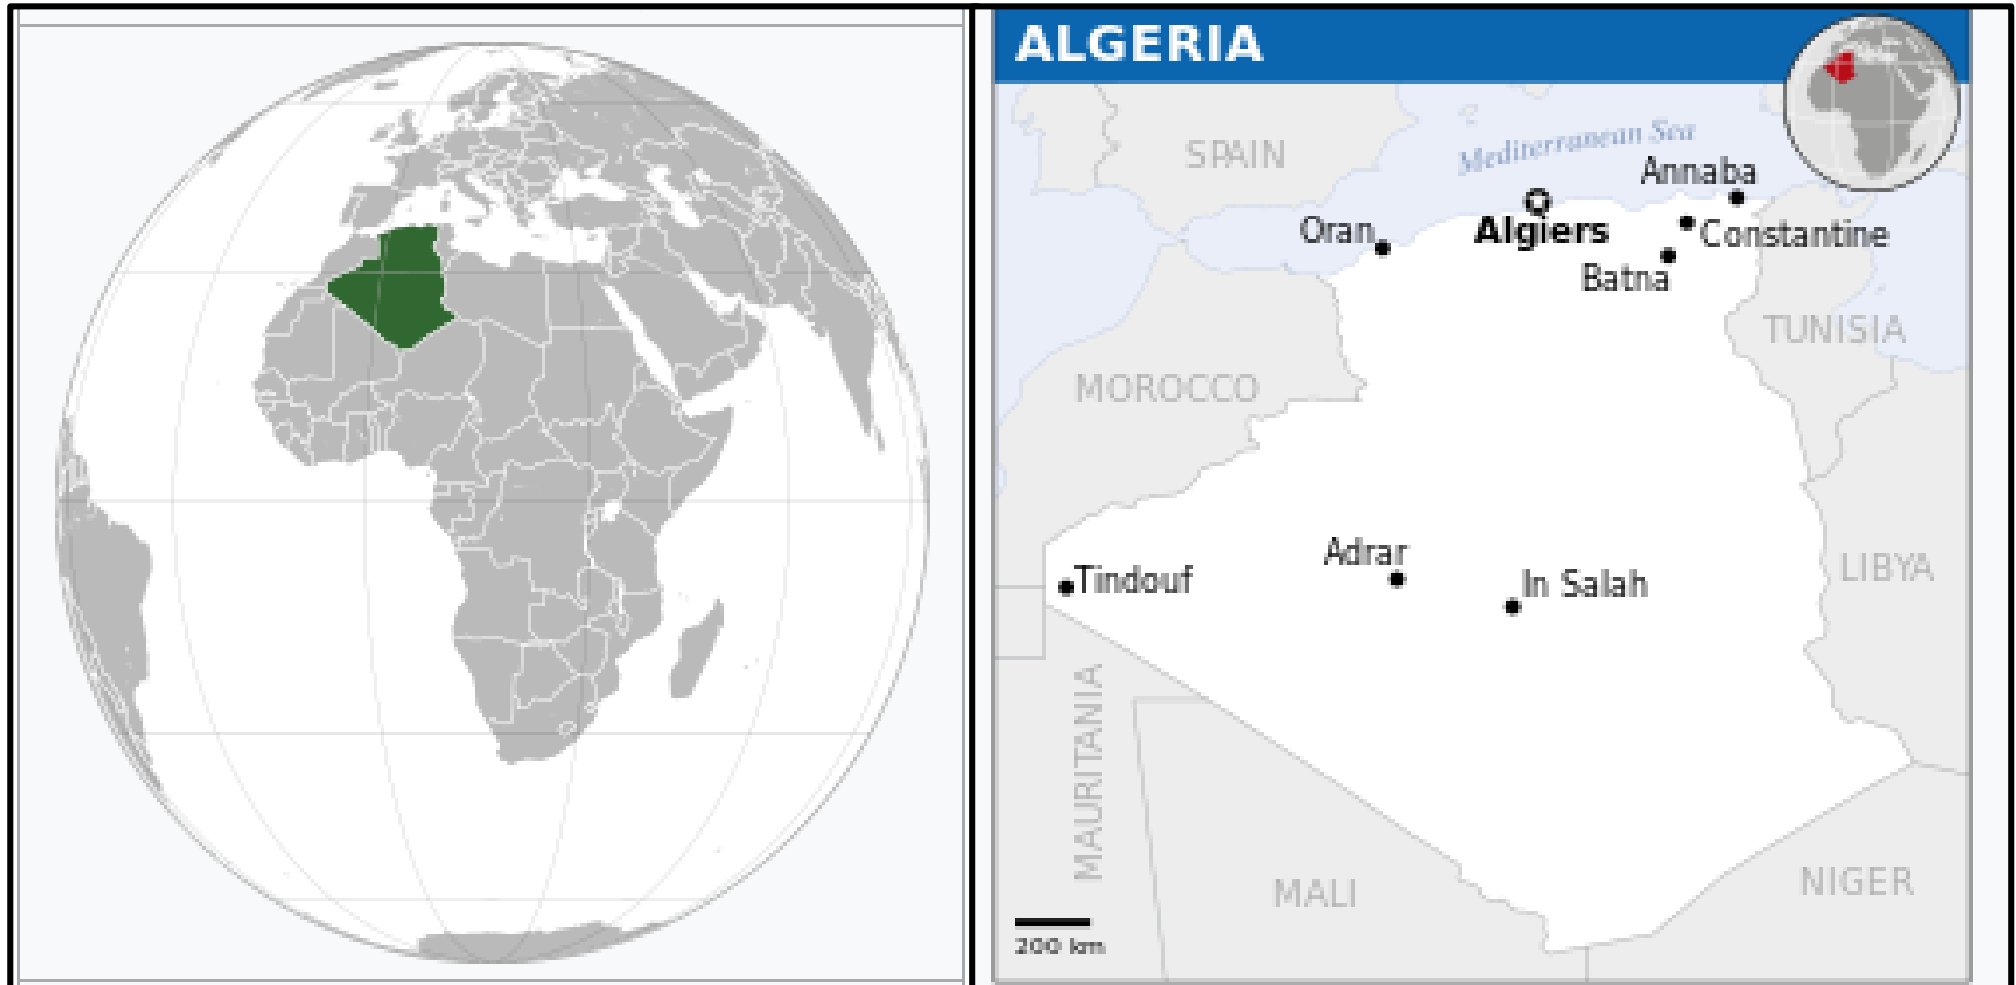 ALGERIA
SPAIN
Mediterranean Sea
Annaba
Oran
Algiers
Constantine
Batna
TUNISIA
MOROCCO
Adrar
Tindouf
In Salah
LIBYA
MAURITANIA
MALI
NIGER
200 km